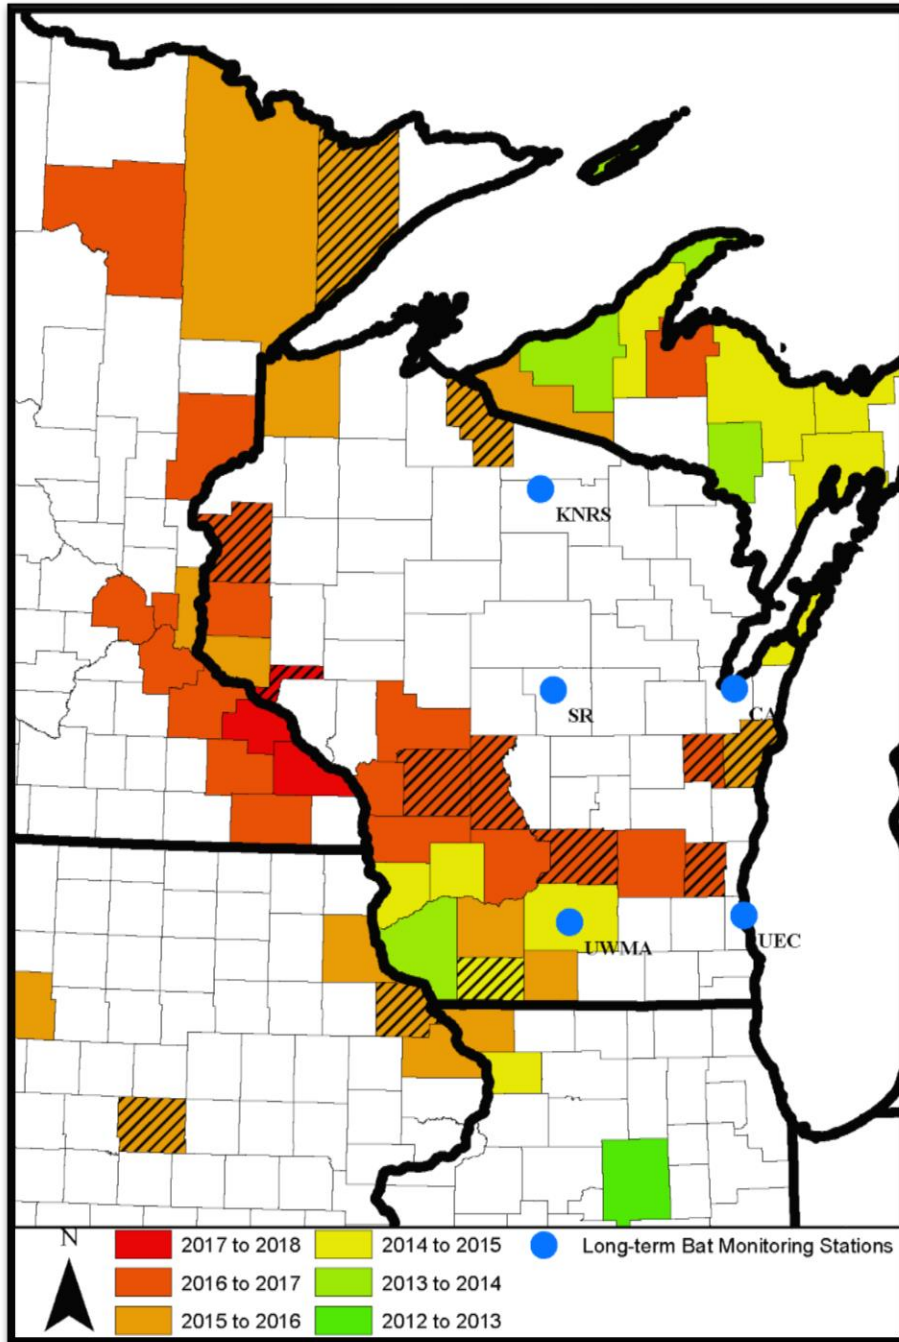 KNRS
SR
CA
UWMA
UEC
N
2017 to 2018
2014 to 2015
Long-term Bat Monitoring Stations
2016 to 2017
2013 to 2014
2015 to 2016
2012 to 2013